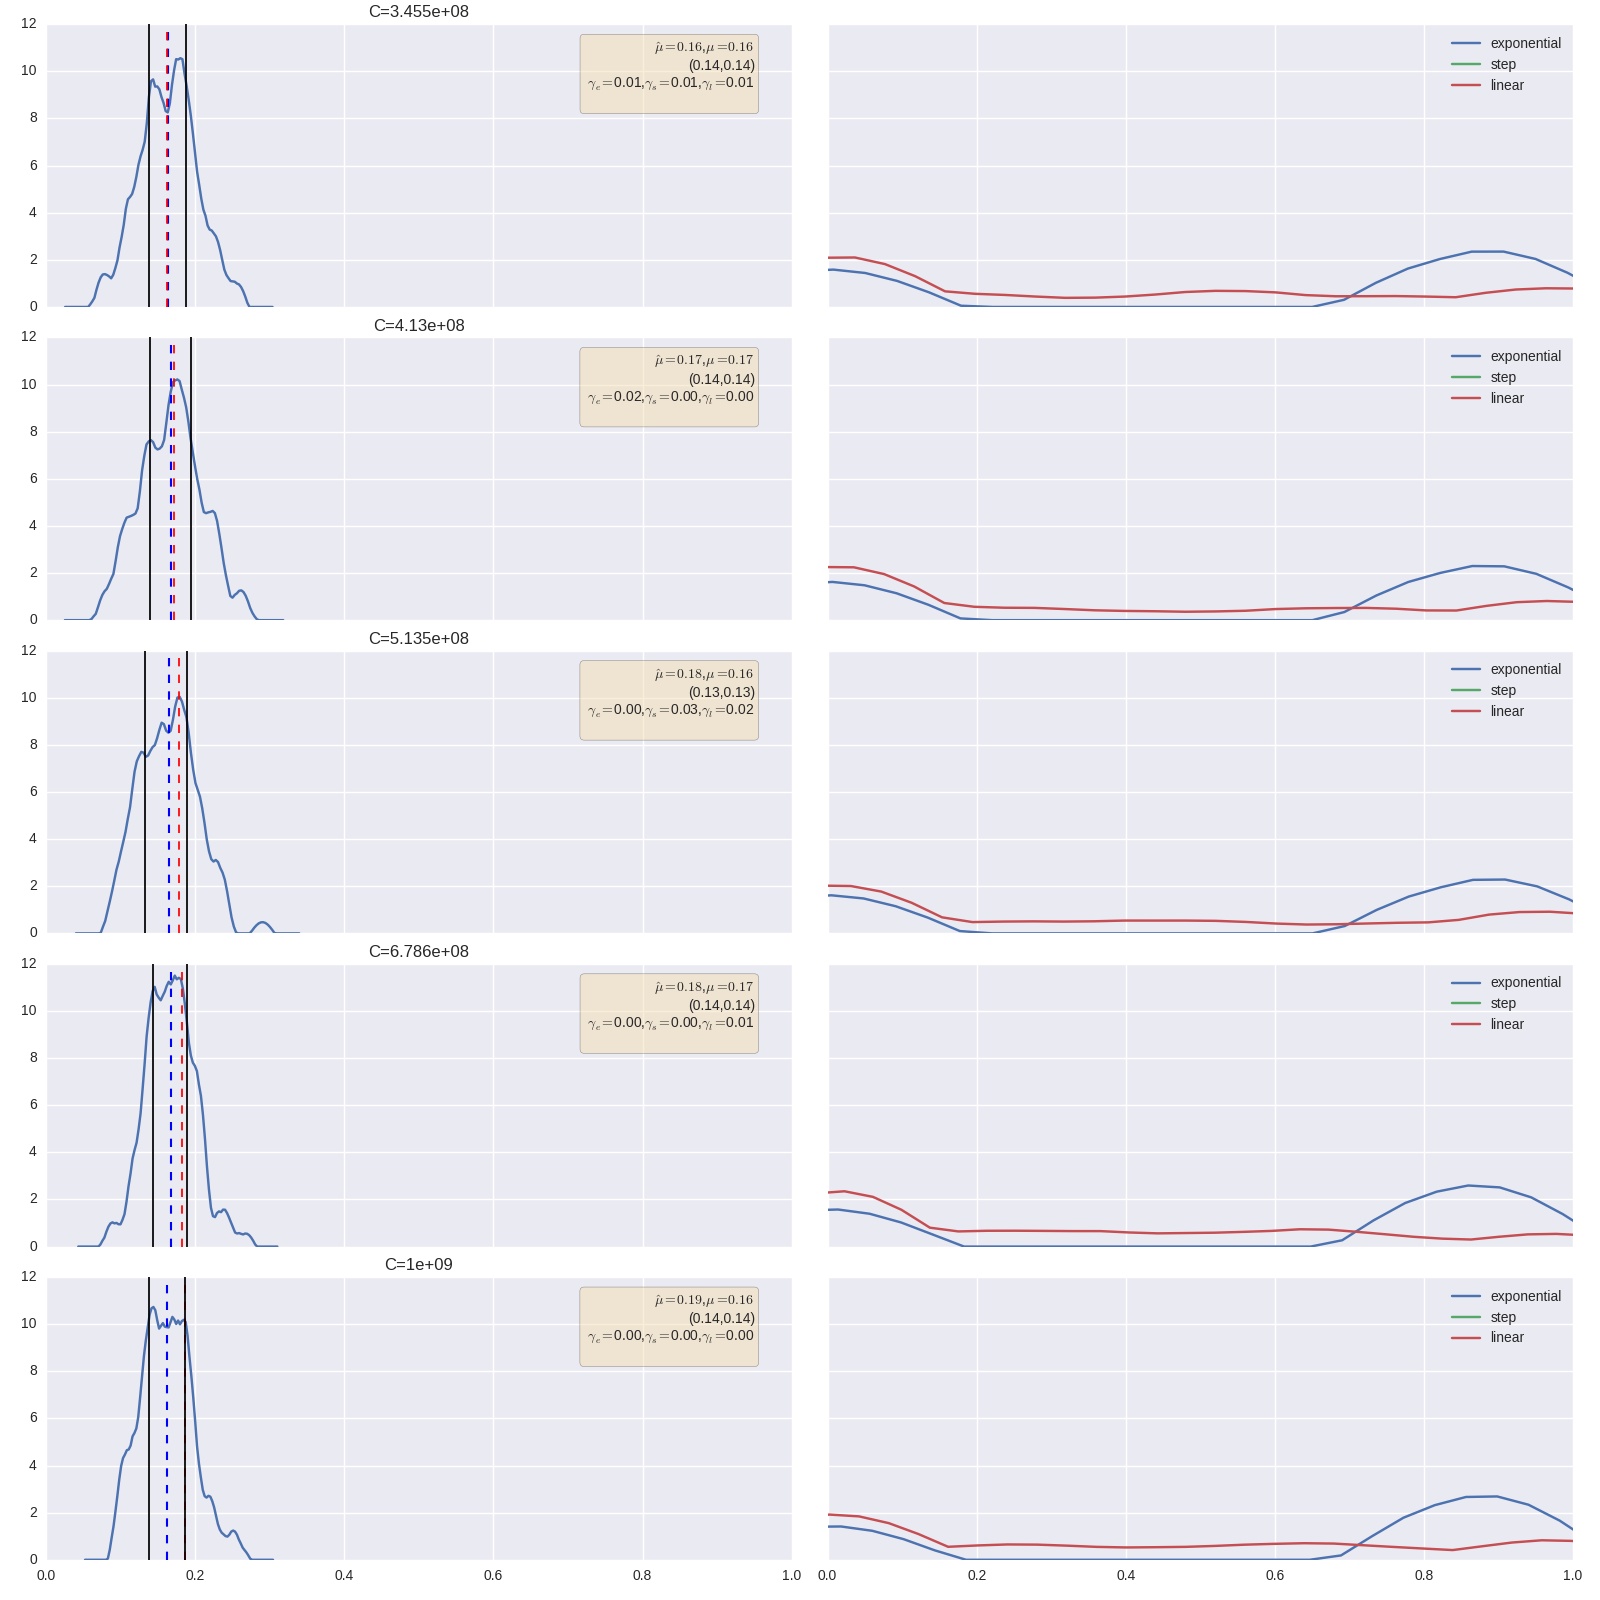 C=3.455e+08
12
10
8
6
4
2
0
μ̂=0.16,μ=0.16
(0.14,0.14)
γₑ=0.01,γₛ=0.01,γₗ=0.01
exponential
step
linear
C=4.13e+08
12
10
8
6
4
2
0
μ̂=0.17,μ=0.17
(0.14,0.14)
γₑ=0.02,γₛ=0.00,γₗ=0.00
exponential
step
linear
C=5.135e+08
12
10
8
6
4
2
0
μ̂=0.18,μ=0.16
(0.13,0.13)
γₑ=0.00,γₛ=0.03,γₗ=0.02
exponential
step
linear
C=6.786e+08
12
10
8
6
4
2
0
μ̂=0.18,μ=0.17
(0.14,0.14)
γₑ=0.00,γₛ=0.00,γₗ=0.01
exponential
step
linear
C=1e+09
12
10
8
6
4
2
0
μ̂=0.19,μ=0.16
(0.14,0.14)
γₑ=0.00,γₛ=0.00,γₗ=0.00
exponential
step
linear
0.0 0.2 0.4 0.6 0.8 1.0
0.0 0.2 0.4 0.6 0.8 1.0